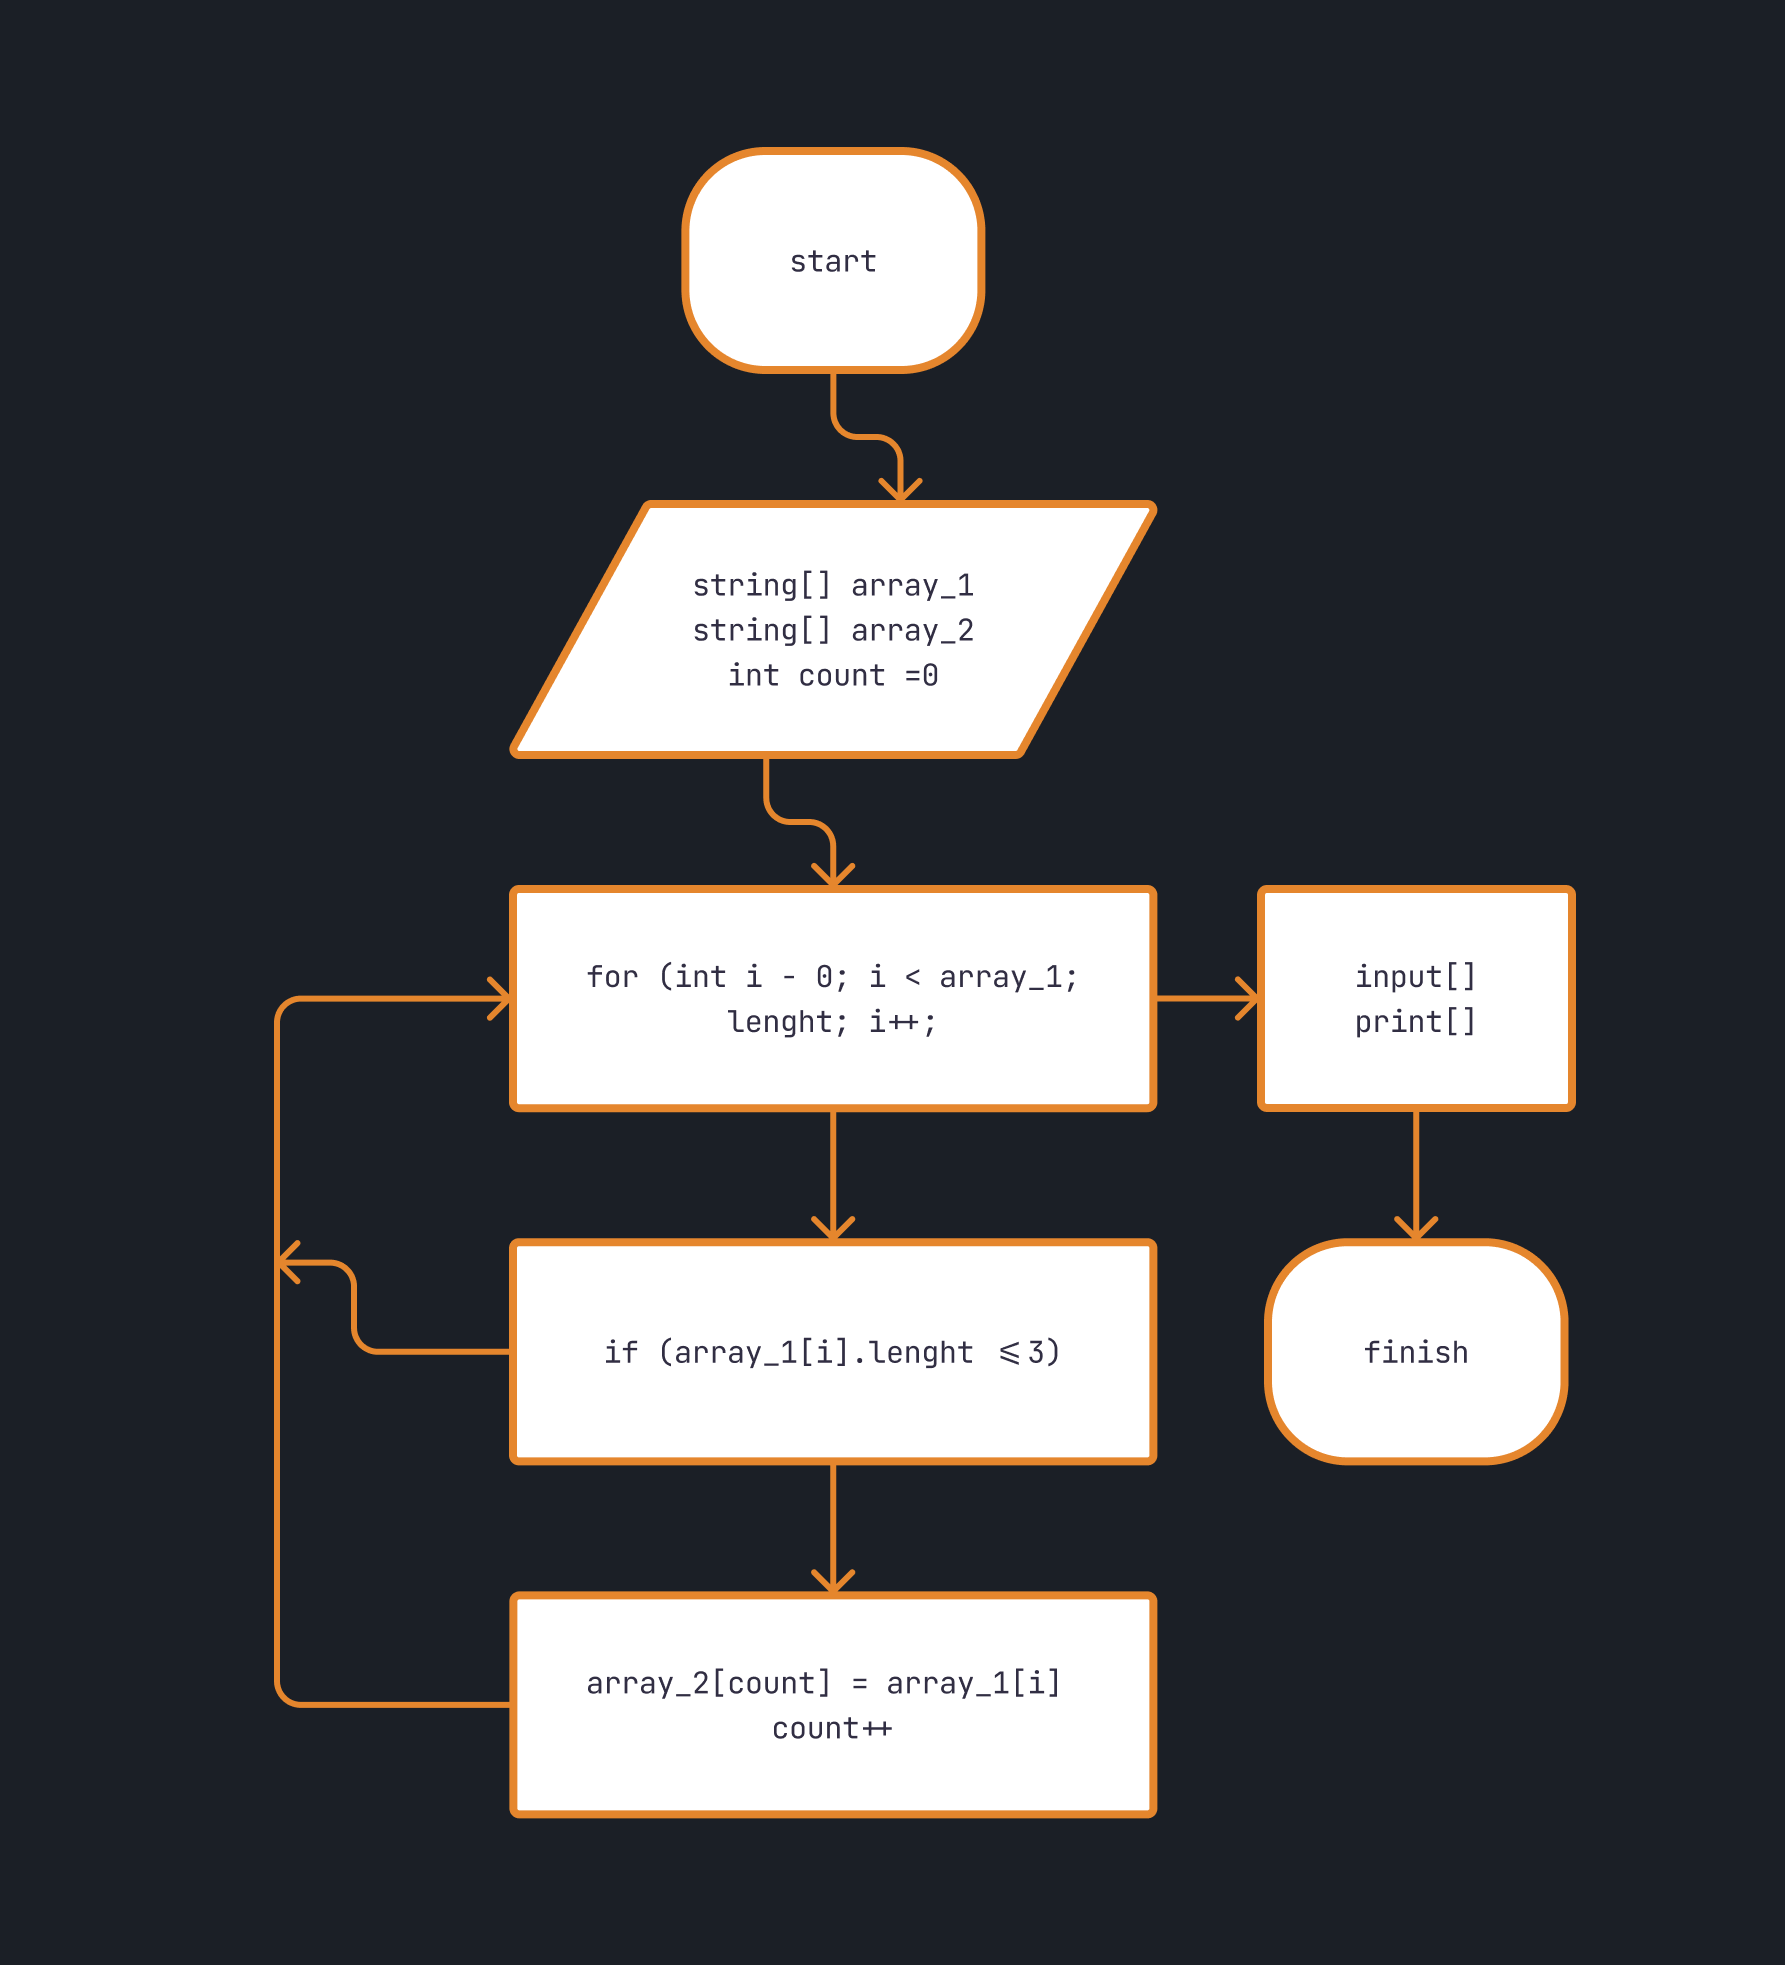 start
string[] array_1
string[] array_2
int count =0
for (int i - 0; i < array_1;
lenght; i++;
input[]
print[]
if (array_1[i].lenght <=3)
finish
array_2[count] = array_1[i]
count++